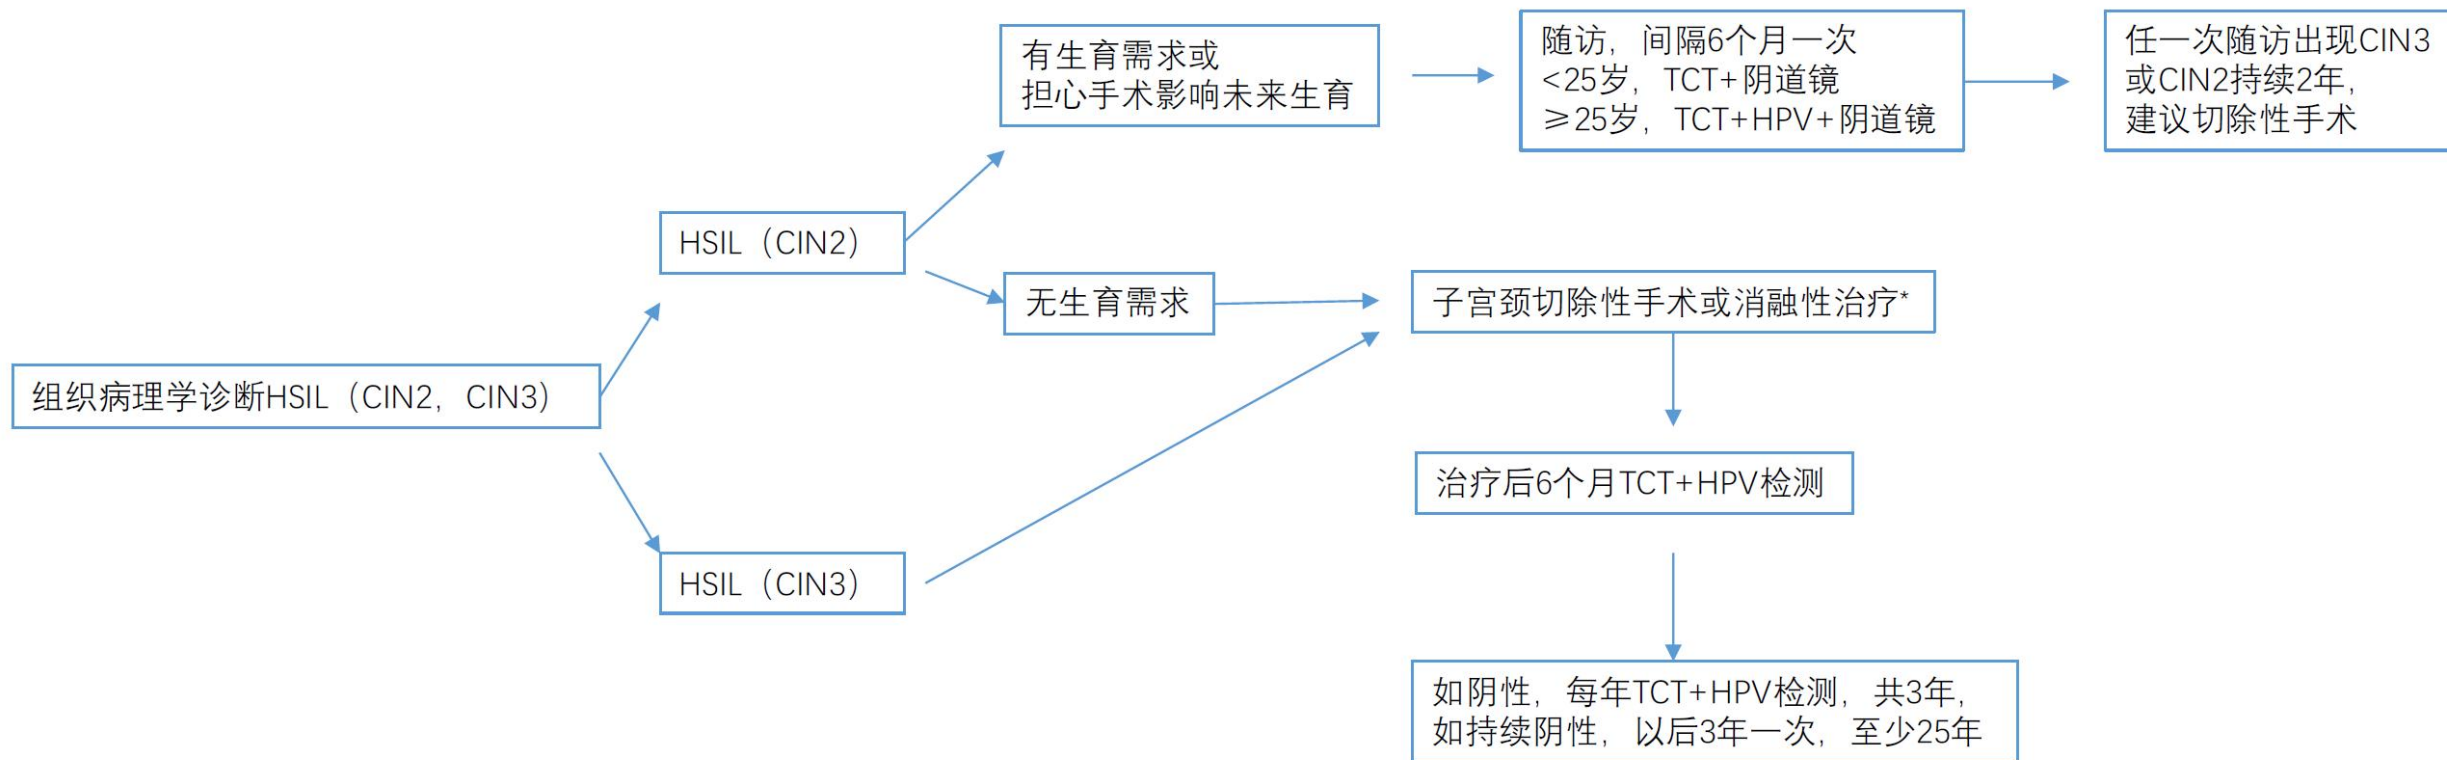 有生育需求或
担心手术影响未来生育
随访，间隔6个月一次
<25岁，TCT+阴道镜
≥25岁，TCT+HPV+阴道镜
任一次随访出现CIN3
或CIN2持续2年，
建议切除性手术
HSIL（CIN2）
无生育需求
子宫颈切除性手术或消融性治疗*
组织病理学诊断HSIL（CIN2，CIN3）
治疗后6个月TCT+HPV检测
HSIL（CIN3）
如阴性，每年TCT+HPV检测，共3年，
如持续阴性，以后3年一次，至少25年